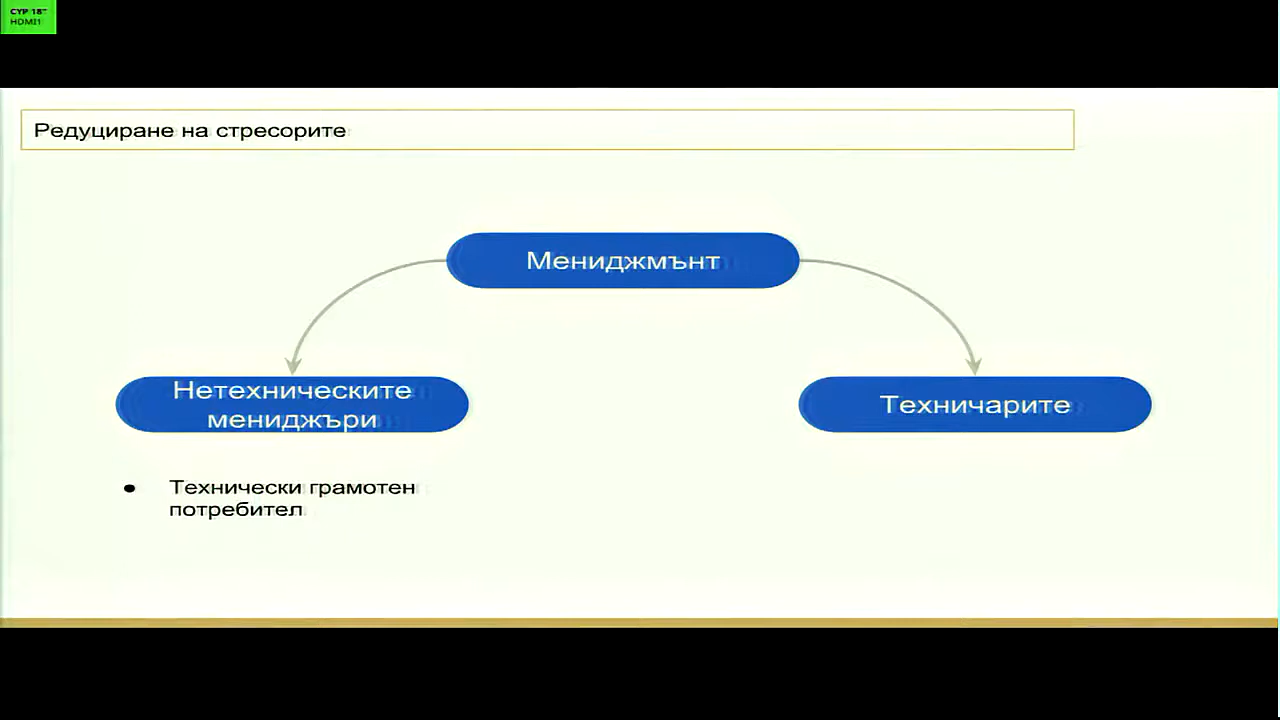 CYP 18"
HDMI1
Редуциране на стресорите
Мениджмънт
Нетехническите
мениджъри
Техничарите
Технически грамотен
потребител